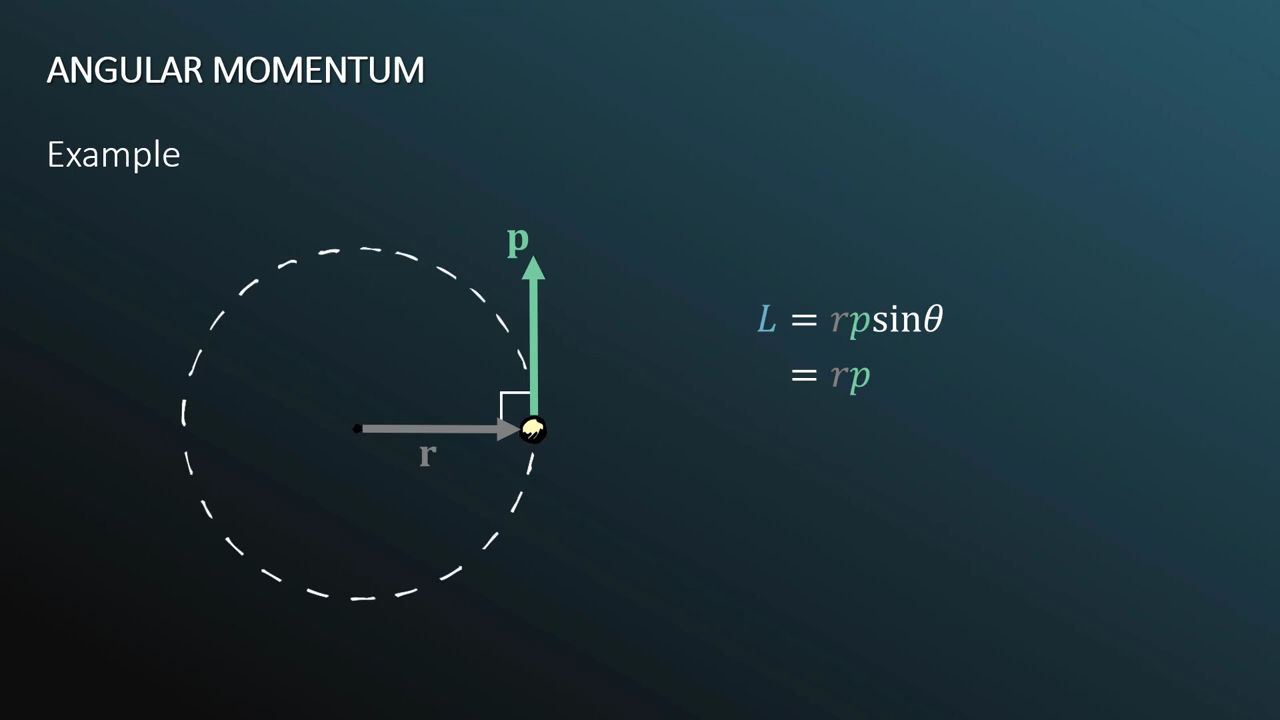 ANGULAR MOMENTUM
Example
p
r
L = rpsinθ
= rp